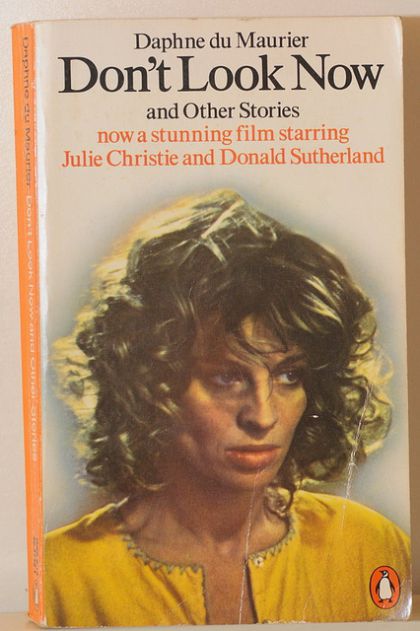 Daphne du Maurier
Don't Look Now
and Other Stories
now a stunning film starring
Julie Christie and Donald Sutherland
Daphne du Maurier Don't Look Now and Other Stories